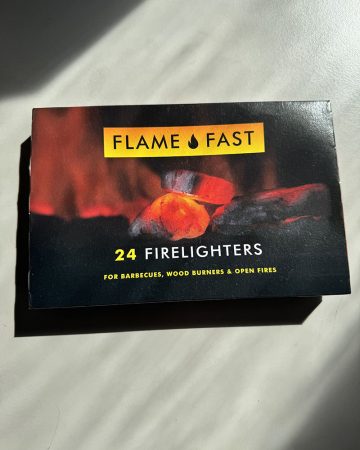 FLAME FAST
24 FIRELIGHTERS
FOR BARBECUES, WOOD BURNERS & OPEN FIRES